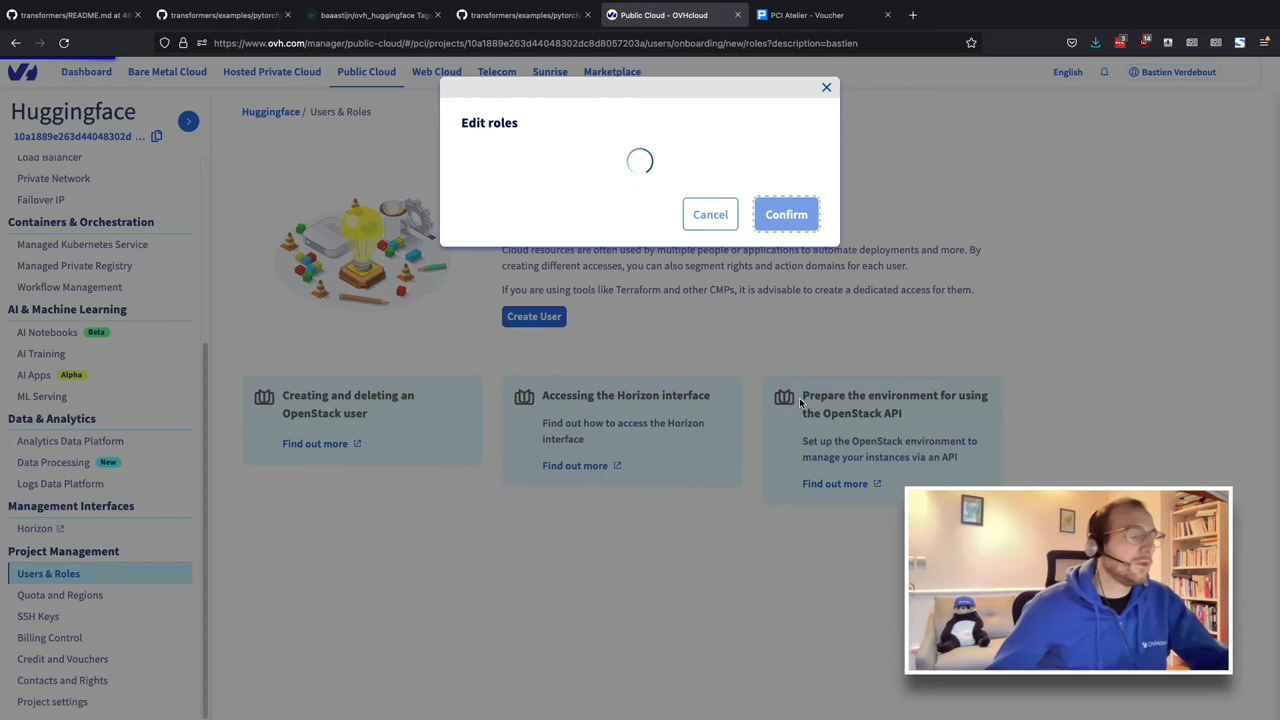 transformers/README.md at 46
transformers/examples/pytorch
baaastijn/ovh_huggingface Tags
transformers/examples/pytorch
Public Cloud - OVHcloud
PCI Atelier - Voucher
https://www.ovh.com/manager/public-cloud/#/pci/projects/10a1889e263d44048302dc8d8057203a/users/onboarding/new/roles?description=bastien
Dashboard
Bare Metal Cloud
Hosted Private Cloud
Public Cloud
Web Cloud
Telecom
Sunrise
Marketplace
English
Bastien Verdebout
Huggingface
10a1889e263d44048302d ...
Load Balancer
Private Network
Failover IP
Containers & Orchestration
Managed Kubernetes Service
Managed Private Registry
Workflow Management
AI & Machine Learning
AI Notebooks Beta
AI Training
AI Apps Alpha
ML Serving
Data & Analytics
Analytics Data Platform
Data Processing New
Logs Data Platform
Management Interfaces
Horizon
Project Management
Users & Roles
Quota and Regions
SSH Keys
Billing Control
Credit and Vouchers
Contacts and Rights
Project settings
Huggingface / Users & Roles
Edit roles
Cancel
Confirm
Cloud resources are often used by multiple people or applications to automate deployments and more. By
creating different accesses, you can also segment rights and action domains for each user.
If you are using tools like Terraform and other CMPs, it is advisable to create a dedicated access for them.
Create User
Creating and deleting an
OpenStack user
Find out more
Accessing the Horizon interface
Find out how to access the Horizon
interface
Find out more
Prepare the environment for using
the OpenStack API
Set up the OpenStack environment to
manage your instances via an API
Find out more
OVHcloud